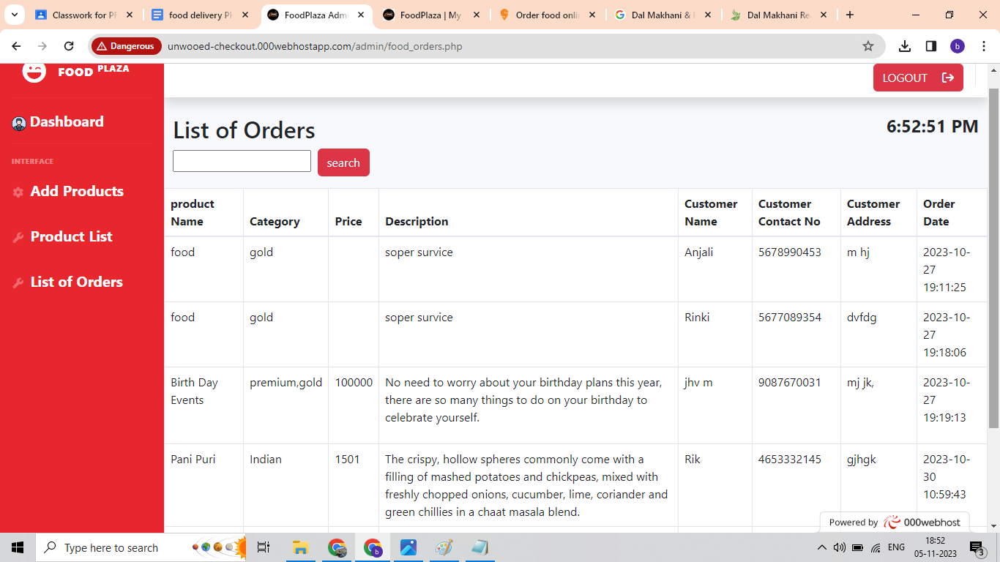 Classwork for PF
food delivery PH
FoodPlaza Admi
FoodPlaza | My
Order food onli
Dal Makhani &
Dal Makhani Re
Dangerous
unwooed-checkout.000webhostapp.com/admin/food_orders.php
b
FOOD PLAZA
LOGOUT
Dashboard
INTERFACE
Add Products
Product List
List of Orders
List of Orders
6:52:51 PM
search
product Name
Category
Price
Description
Customer Name
Customer Contact No
Customer Address
Order Date
food
gold
soper survice
Anjali
5678990453
m hj
2023-10-
27
19:11:25
food
gold
soper survice
Rinki
5677089354
dvfdg
2023-10-
27
19:18:06
Birth Day
Events
premium,gold
100000
No need to worry about your birthday plans this year,
there are so many things to do on your birthday to
celebrate yourself.
jhv m
9087670031
mj jk,
2023-10-
27
19:19:13
Pani Puri
Indian
1501
The crispy, hollow spheres commonly come with a
filling of mashed potatoes and chickpeas, mixed with
freshly chopped onions, cucumber, lime, coriander and
green chillies in a chaat masala blend.
Rik
4653332145
gjhgk
2023-10-
30
10:59:43
Powered by 000webhost
Type here to search
b
ENG
18:52
05-11-2023
3